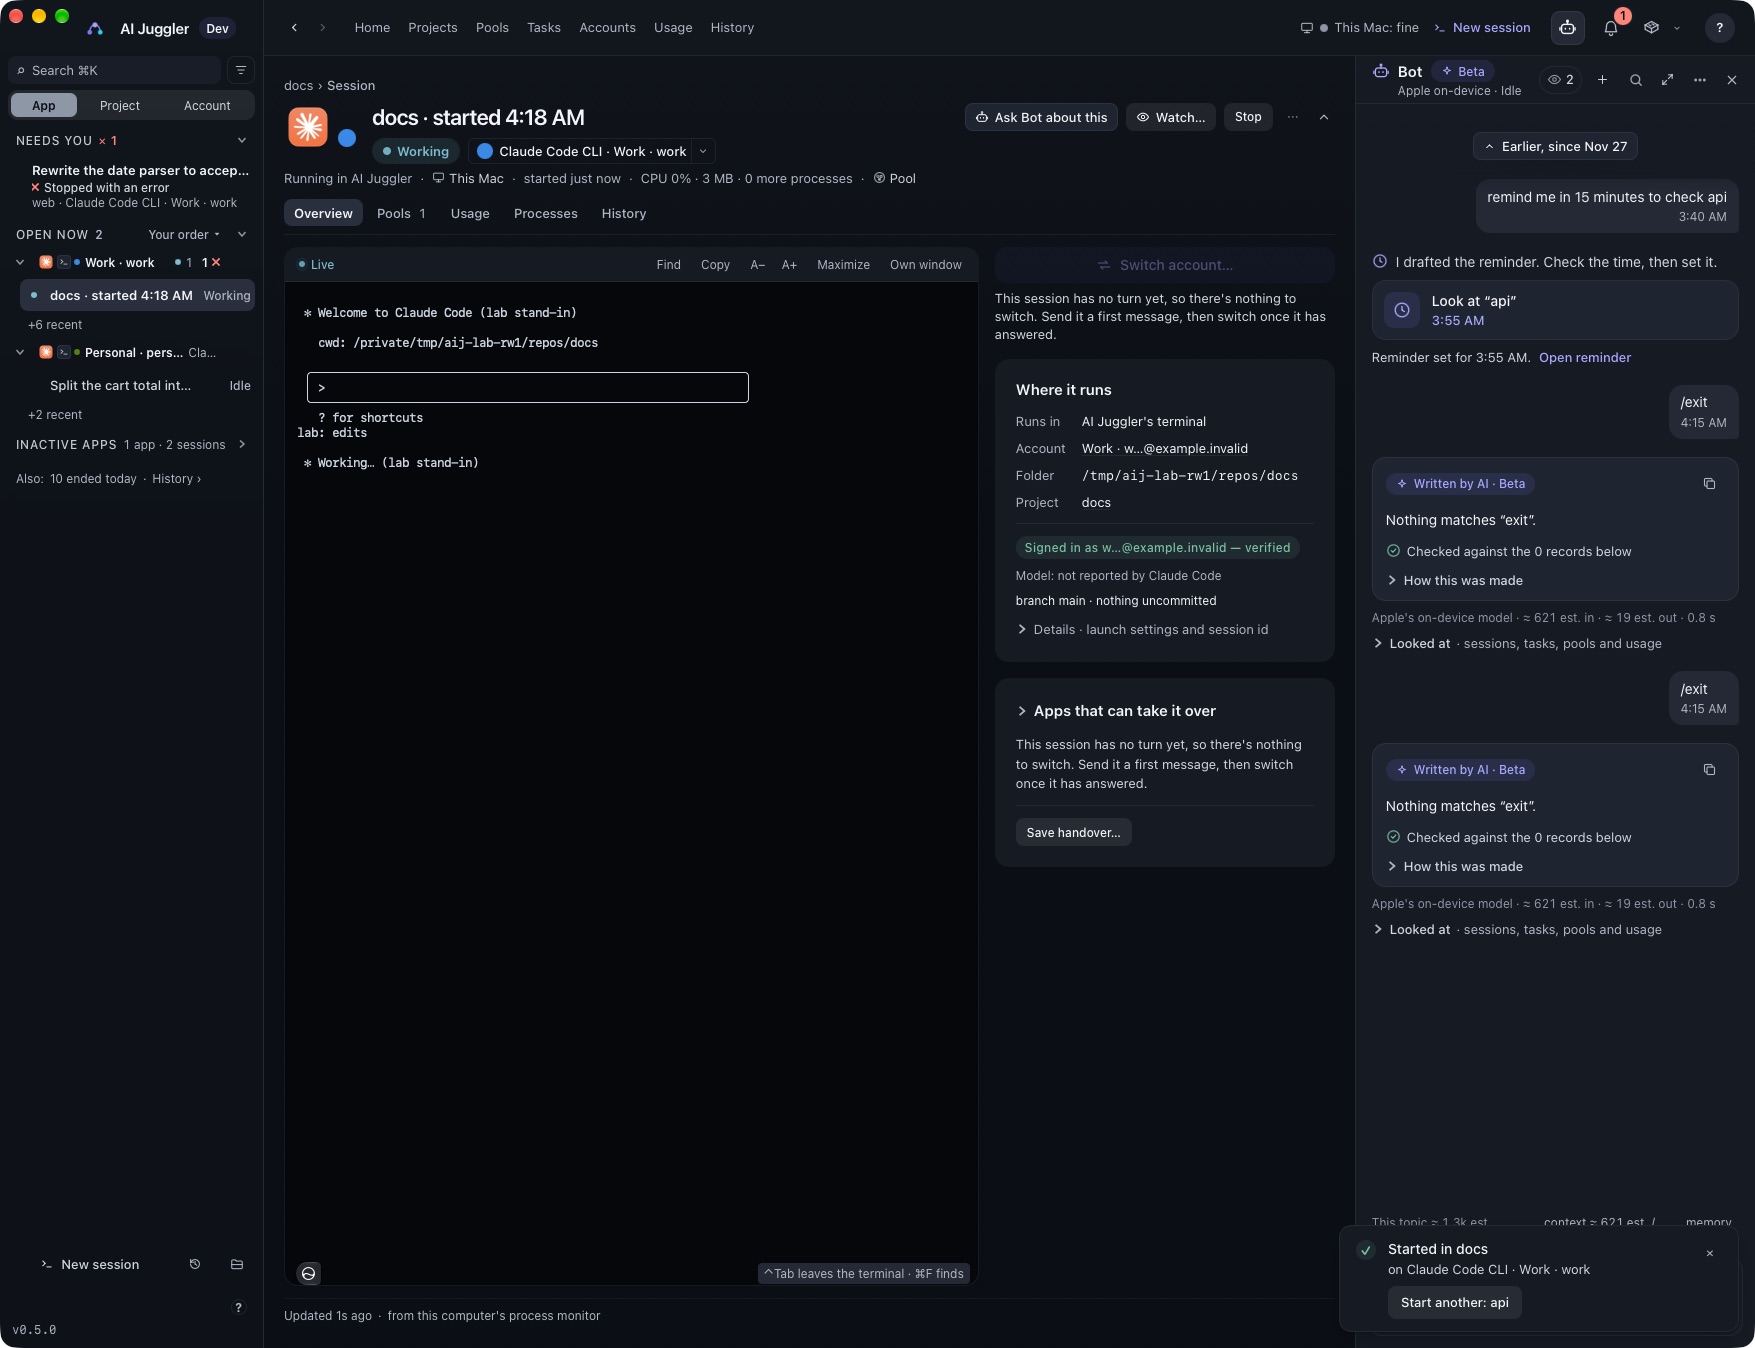 AI Juggler Dev
Search ⌘K
App Project Account
NEEDS YOU × 1
Rewrite the date parser to accep...
Stopped with an error
web · Claude Code CLI · Work · work
OPEN NOW 2 Your order
Work · work 1 1
docs · started 4:18 AM Working
+6 recent
Personal · pers... Cla...
Split the cart total int... Idle
+2 recent
INACTIVE APPS 1 app · 2 sessions
Also: 10 ended today · History ›
New session
?
v0.5.0
Home Projects Pools Tasks Accounts Usage History
This Mac: fine New session 1 ?
docs › Session
docs · started 4:18 AM
Ask Bot about this Watch... Stop ...
Working Claude Code CLI · Work · work
Running in AI Juggler · This Mac · started just now · CPU 0% · 3 MB · 0 more processes · Pool
Overview Pools 1 Usage Processes History
Live Find Copy A− A+ Maximize Own window
✻ Welcome to Claude Code (lab stand-in)
cwd: /private/tmp/aij-lab-rw1/repos/docs
>
? for shortcuts
lab: edits
✻ Working… (lab stand-in)
^Tab leaves the terminal · ⌘F finds
Updated 1s ago · from this computer's process monitor
Switch account...
This session has no turn yet, so there's nothing to
switch. Send it a first message, then switch once it has
answered.
Where it runs
Runs in AI Juggler's terminal
Account Work · w...@example.invalid
Folder /tmp/aij-lab-rw1/repos/docs
Project docs
Signed in as w...@example.invalid — verified
Model: not reported by Claude Code
branch main · nothing uncommitted
Details · launch settings and session id
Apps that can take it over
This session has no turn yet, so there's nothing
to switch. Send it a first message, then switch
once it has answered.
Save handover...
Bot Beta
Apple on-device · Idle
2
Earlier, since Nov 27
remind me in 15 minutes to check api
3:40 AM
I drafted the reminder. Check the time, then set it.
Look at “api”
3:55 AM
Reminder set for 3:55 AM. Open reminder
/exit
4:15 AM
Written by AI · Beta
Nothing matches “exit”.
Checked against the 0 records below
How this was made
Apple's on-device model · ≈ 621 est. in · ≈ 19 est. out · 0.8 s
Looked at · sessions, tasks, pools and usage
/exit
4:15 AM
Written by AI · Beta
Nothing matches “exit”.
Checked against the 0 records below
How this was made
Apple's on-device model · ≈ 621 est. in · ≈ 19 est. out · 0.8 s
Looked at · sessions, tasks, pools and usage
This topic ≈ 1.3k est. context ≈ 621 est. / memory
Started in docs
on Claude Code CLI · Work · work
Start another: api